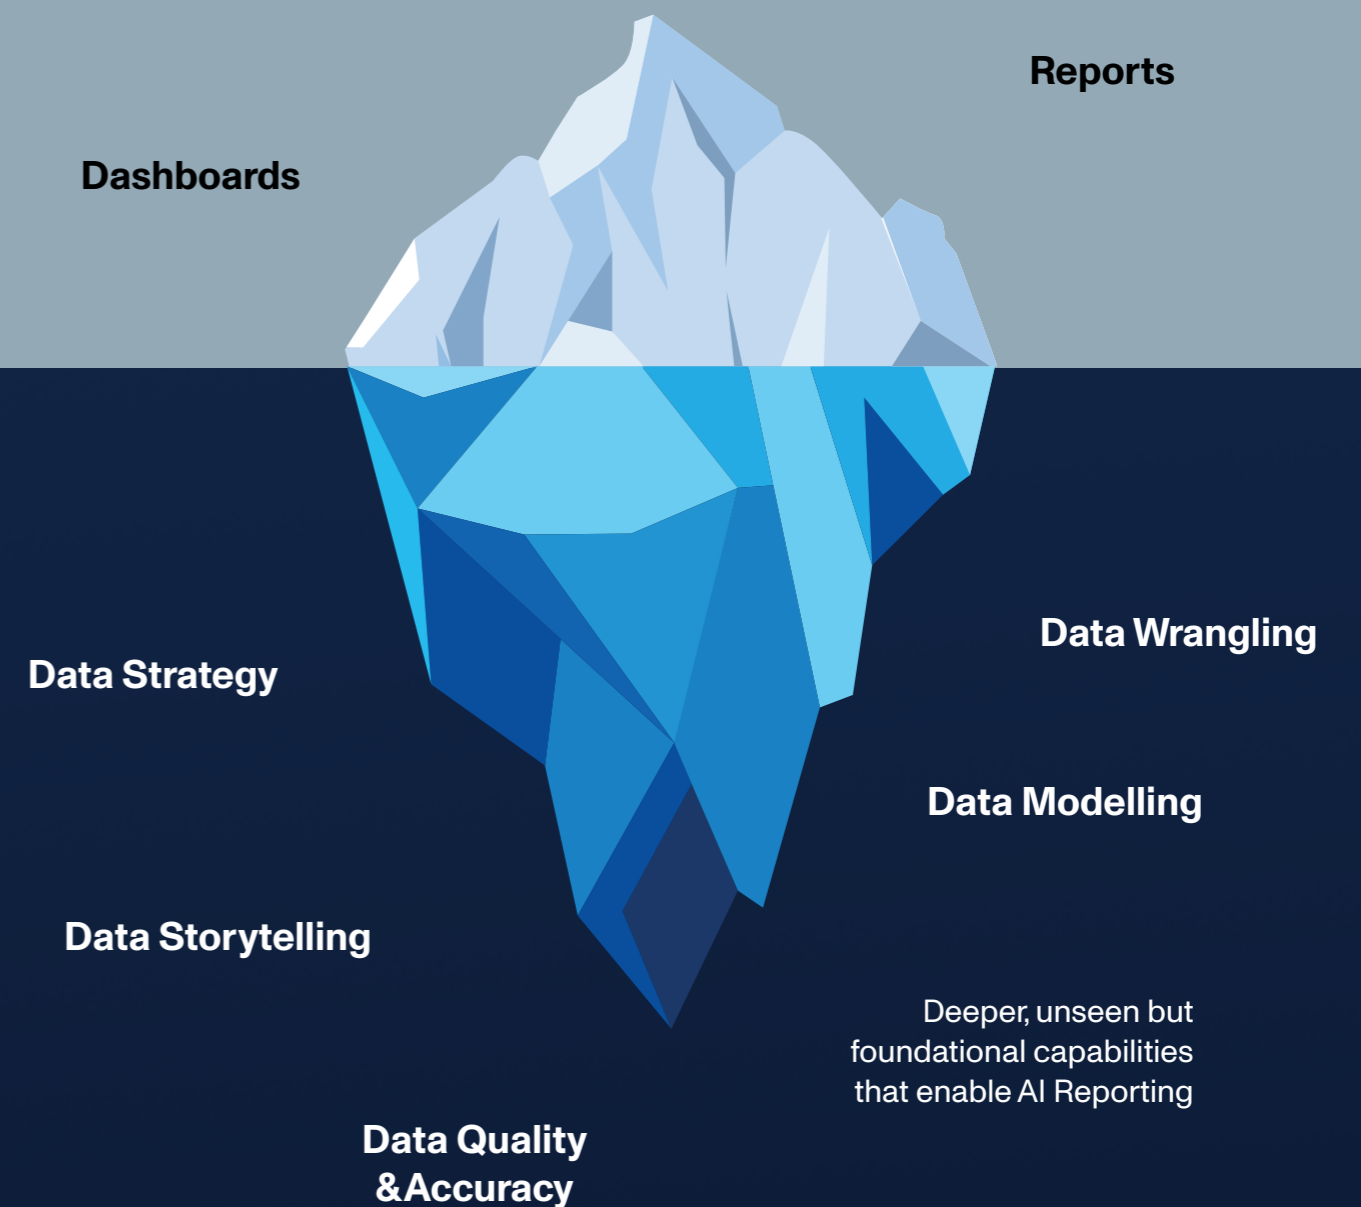 Reports
Dashboards
Data Wrangling
Data Strategy
Data Modelling
Data Storytelling
Deeper, unseen but
foundational capabilities
that enable AI Reporting
Data Quality
&Accuracy